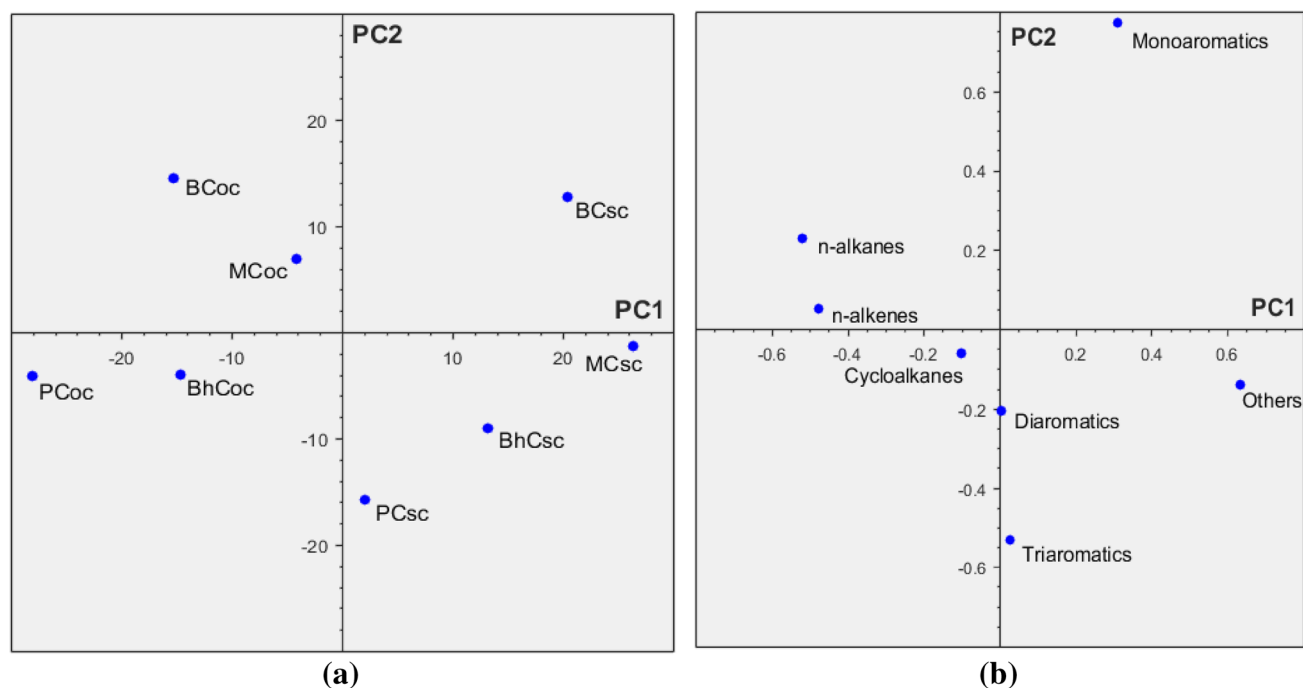 PC2
20
BCoc
BCsc
10
MCoc
PC1
-20
-10
10
20
MCsc
PCoc
BhCoc
-10
BhCsc
PCsc
-20
(a)
PC2
Monoaromatics
0.6
0.4
n-alkanes
0.2
n-alkenes
PC1
-0.6
-0.4
-0.2
0.2
0.4
0.6
Cycloalkanes
Others
-0.2
Diaromatics
-0.4
Triaromatics
-0.6
(b)